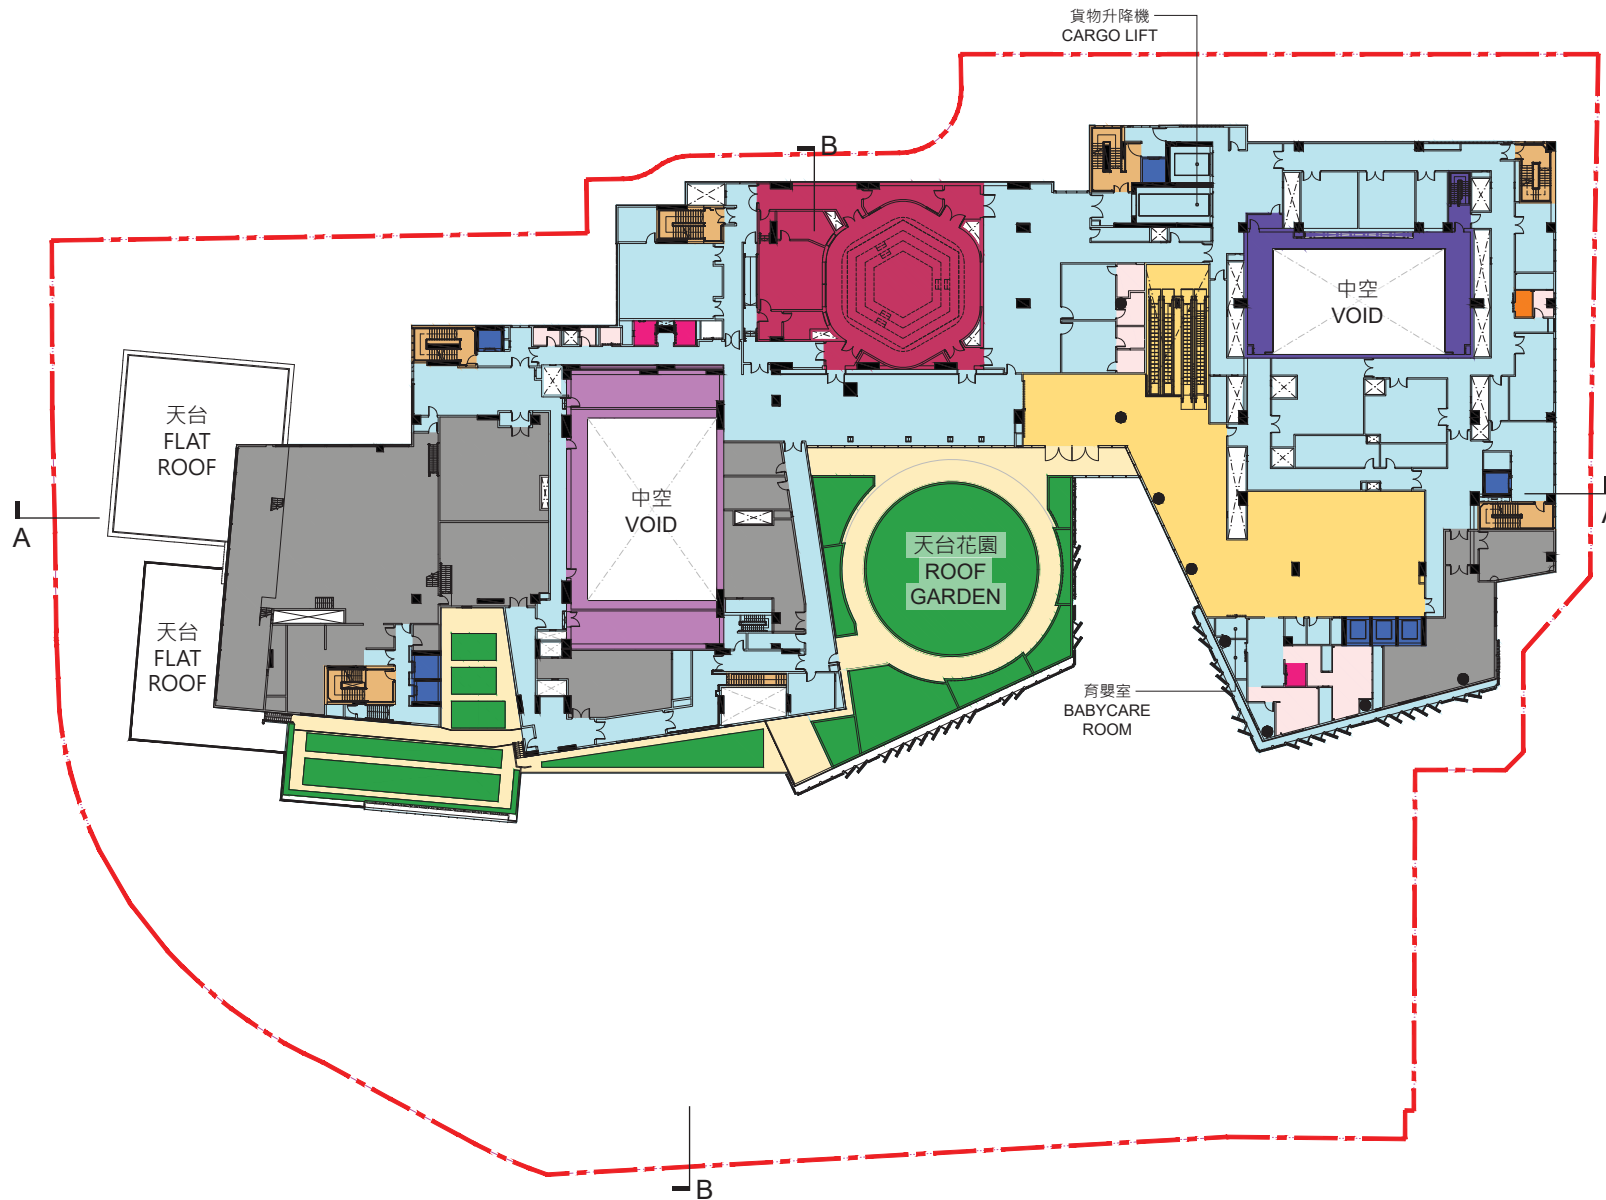 貨物升降機
CARGO LIFT
B
中空
VOID
天台
FLAT
ROOF
中空
VOID
A
A
天台花園
ROOF
GARDEN
天台
FLAT
ROOF
育嬰室
BABYCARE
ROOM
B